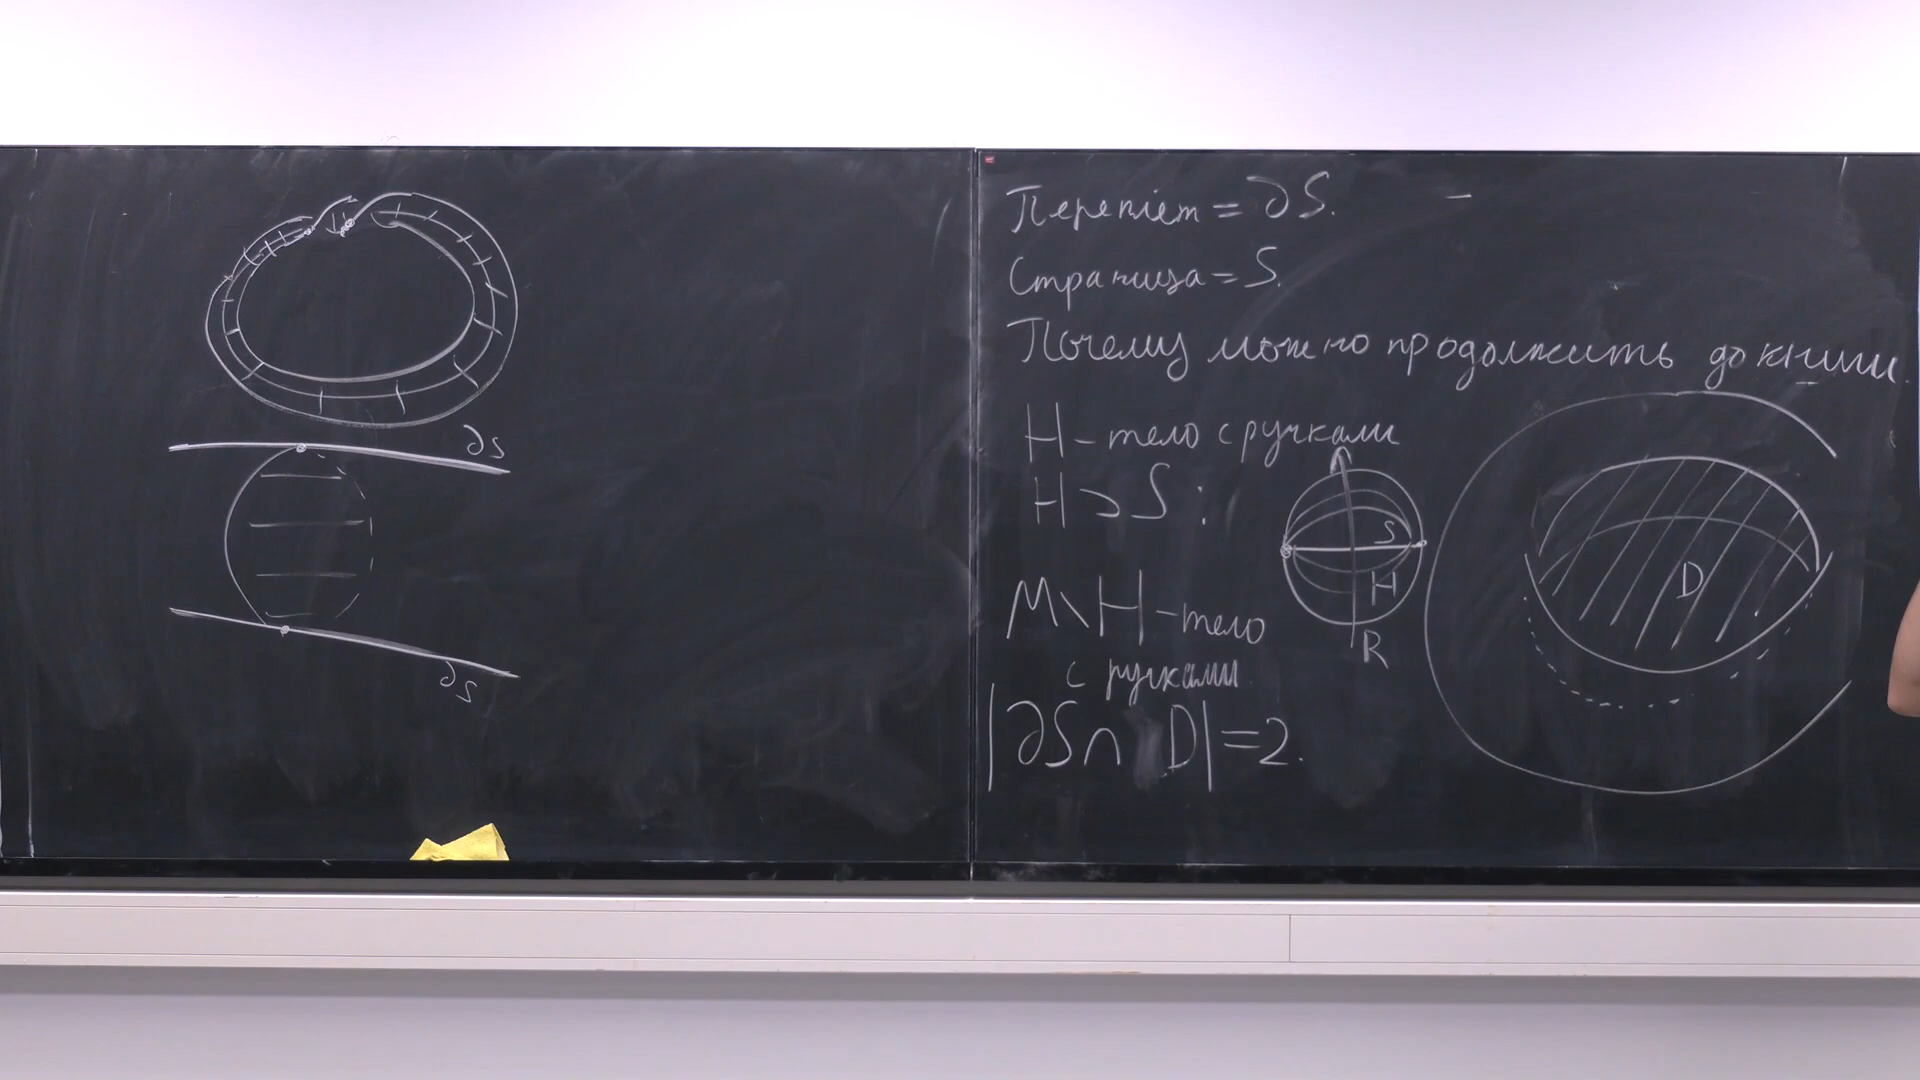 ∂S
∂S
Переплёт = ∂S.
Страница = S.
Почему можно продолжить до книги.
H - тело с ручками
H ⊃ S :
S
H
R
D
M \ H - тело
с ручками
|∂S ∩ D| = 2.